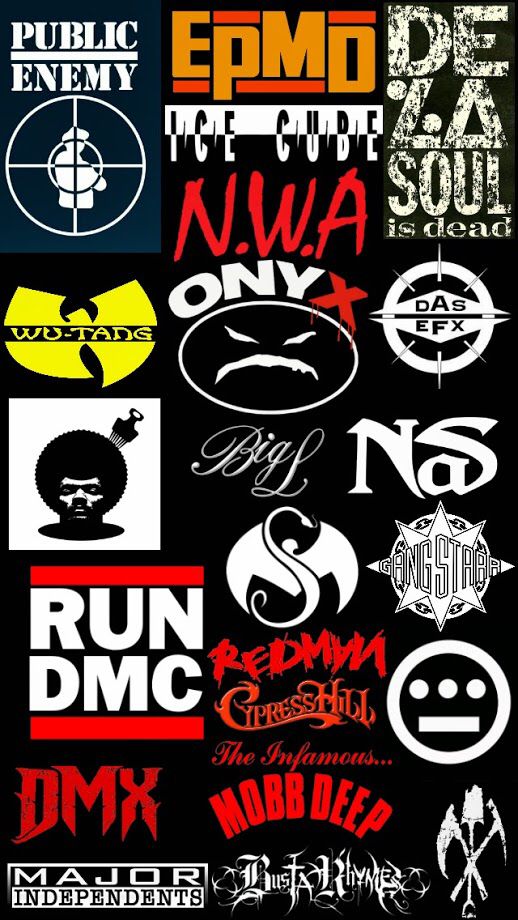 PUBLIC
ENEMY
EPMD
ICE CUBE
DE
LA
SOUL
is dead
N.W.A
ONYX
WU-TANG
DAS
EFX
Big L
NAS
GANGSTARR
RUN
DMC
REDMAN
CYPRESS HILL
The Infamous...
MOBB DEEP
DMX
MAJOR
INDEPENDENTS
BUSTA RHYMES